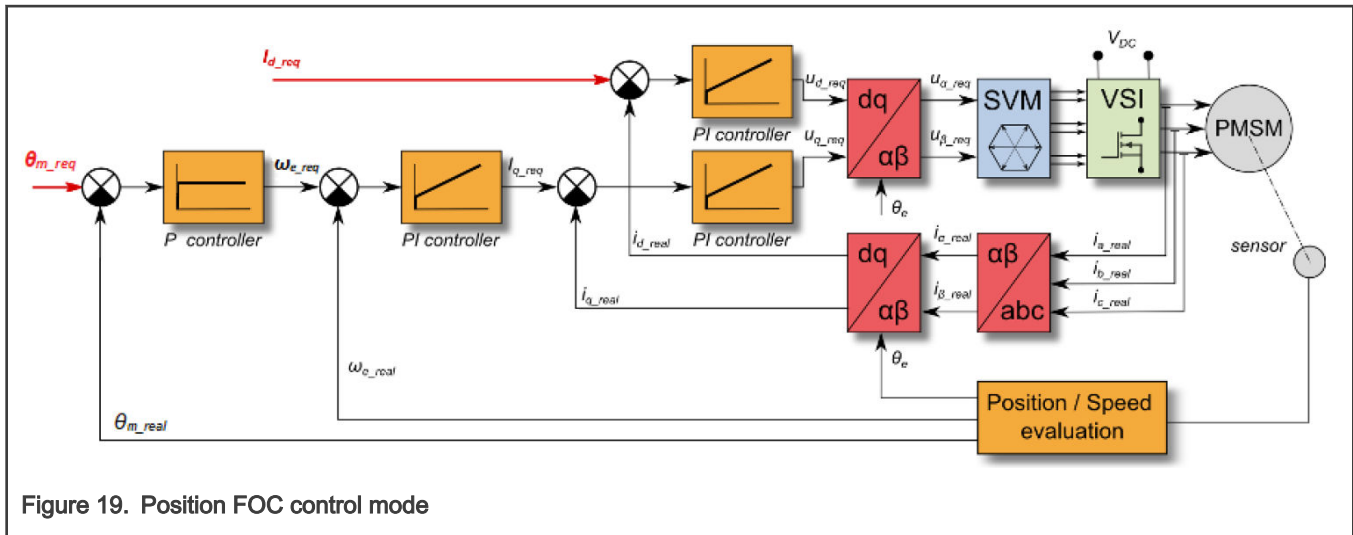 I_d_req
V_DC
u_d_req
u_α_req
dq
αβ
SVM
VSI
PMSM
PI controller
θ_m_req
ω_e_req
I_q_req
u_q_req
u_β_req
P controller
PI controller
PI controller
θ_e
i_d_real
i_α_real
i_a_real
sensor
dq
αβ
αβ
abc
i_b_real
i_q_real
i_β_real
i_c_real
ω_e_real
θ_e
θ_m_real
Position / Speed
evaluation
Figure 19. Position FOC control mode